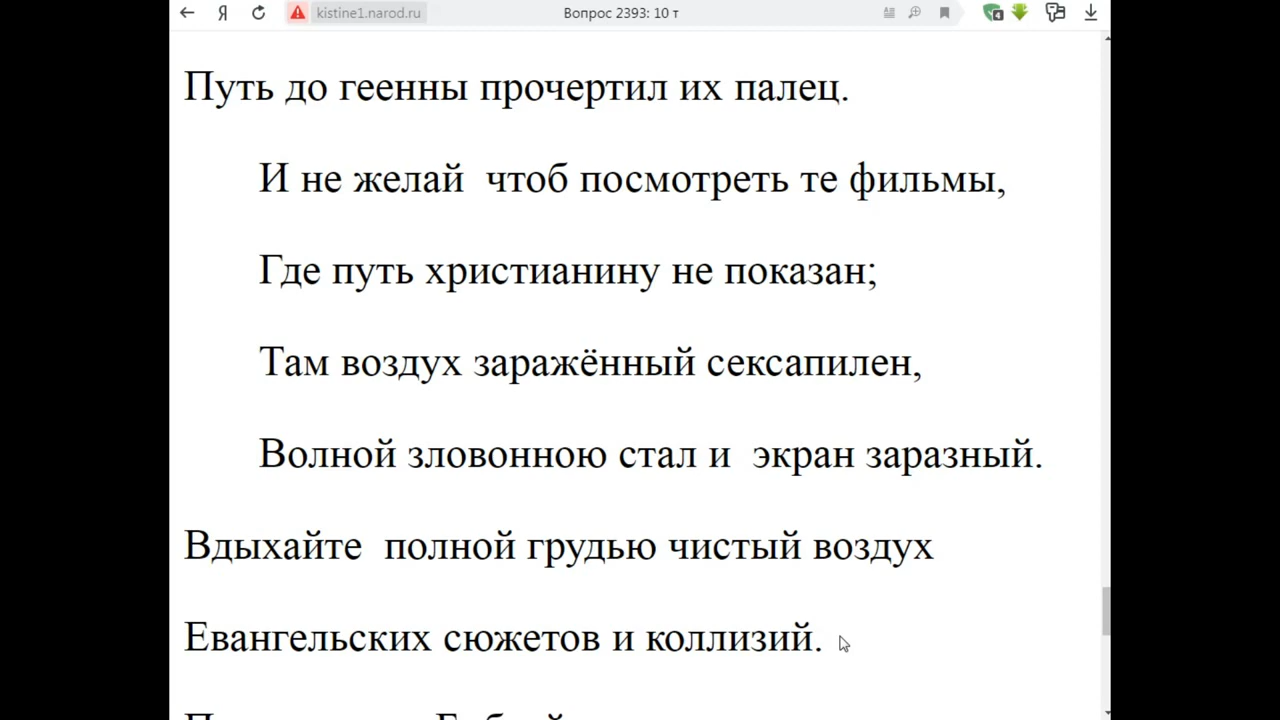 kistine1.narod.ru
Вопрос 2393: 10 т
4
Путь до геенны прочертил их палец.
И не желай  чтоб посмотреть те фильмы,
Где путь христианину не показан;
Там воздух заражённый сексапилен,
Волной зловонною стал и  экран заразный.
Вдыхайте  полной грудью чистый воздух
Евангельских сюжетов и коллизий.